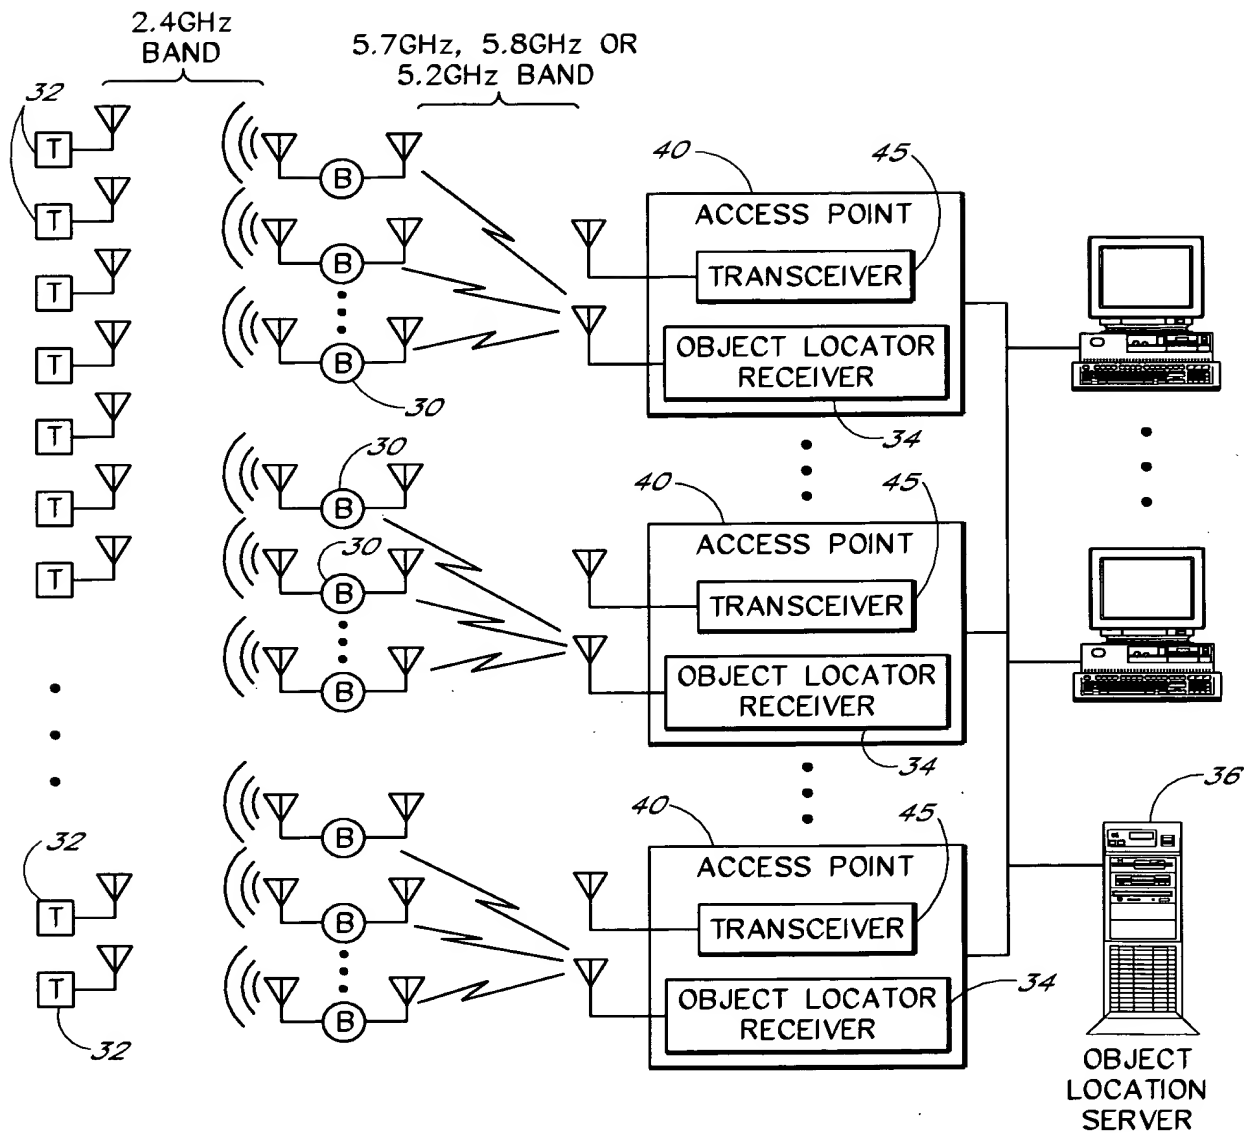 2.4GHz
BAND
5.7GHz, 5.8GHz OR
5.2GHz BAND
32
T
T
T
T
T
T
T
32
T
T
32
B
B
B
30
30
B
30
B
B
B
B
B
40
45
ACCESS POINT
TRANSCEIVER
OBJECT LOCATOR
RECEIVER
34
40
45
ACCESS POINT
TRANSCEIVER
OBJECT LOCATOR
RECEIVER
34
40
45
ACCESS POINT
TRANSCEIVER
OBJECT LOCATOR
RECEIVER
34
36
OBJECT
LOCATION
SERVER